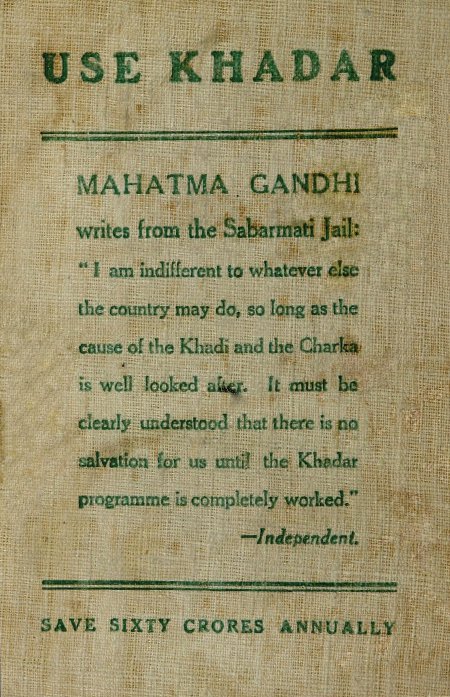 USE KHADAR
MAHATMA GANDHI
writes from the Sabarmati Jail:
"I am indifferent to whatever else
the country may do, so long as the
cause of the Khadi and the Charka
is well looked after. It must be
clearly understood that there is no
salvation for us until the Khadar
programme is completely worked."
—Independent.
SAVE SIXTY CRORES ANNUALLY